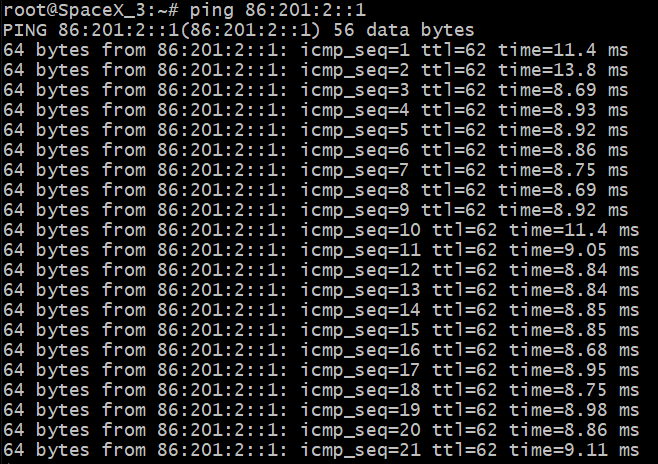 root@SpaceX_3:~# ping 86:201:2::1
PING 86:201:2::1(86:201:2::1) 56 data bytes
64 bytes from 86:201:2::1: icmp_seq=1 ttl=62 time=11.4 ms
64 bytes from 86:201:2::1: icmp_seq=2 ttl=62 time=13.8 ms
64 bytes from 86:201:2::1: icmp_seq=3 ttl=62 time=8.69 ms
64 bytes from 86:201:2::1: icmp_seq=4 ttl=62 time=8.93 ms
64 bytes from 86:201:2::1: icmp_seq=5 ttl=62 time=8.92 ms
64 bytes from 86:201:2::1: icmp_seq=6 ttl=62 time=8.86 ms
64 bytes from 86:201:2::1: icmp_seq=7 ttl=62 time=8.75 ms
64 bytes from 86:201:2::1: icmp_seq=8 ttl=62 time=8.69 ms
64 bytes from 86:201:2::1: icmp_seq=9 ttl=62 time=8.92 ms
64 bytes from 86:201:2::1: icmp_seq=10 ttl=62 time=11.4 ms
64 bytes from 86:201:2::1: icmp_seq=11 ttl=62 time=9.05 ms
64 bytes from 86:201:2::1: icmp_seq=12 ttl=62 time=8.84 ms
64 bytes from 86:201:2::1: icmp_seq=13 ttl=62 time=8.84 ms
64 bytes from 86:201:2::1: icmp_seq=14 ttl=62 time=8.85 ms
64 bytes from 86:201:2::1: icmp_seq=15 ttl=62 time=8.85 ms
64 bytes from 86:201:2::1: icmp_seq=16 ttl=62 time=8.68 ms
64 bytes from 86:201:2::1: icmp_seq=17 ttl=62 time=8.95 ms
64 bytes from 86:201:2::1: icmp_seq=18 ttl=62 time=8.75 ms
64 bytes from 86:201:2::1: icmp_seq=19 ttl=62 time=8.98 ms
64 bytes from 86:201:2::1: icmp_seq=20 ttl=62 time=8.86 ms
64 bytes from 86:201:2::1: icmp_seq=21 ttl=62 time=9.11 ms